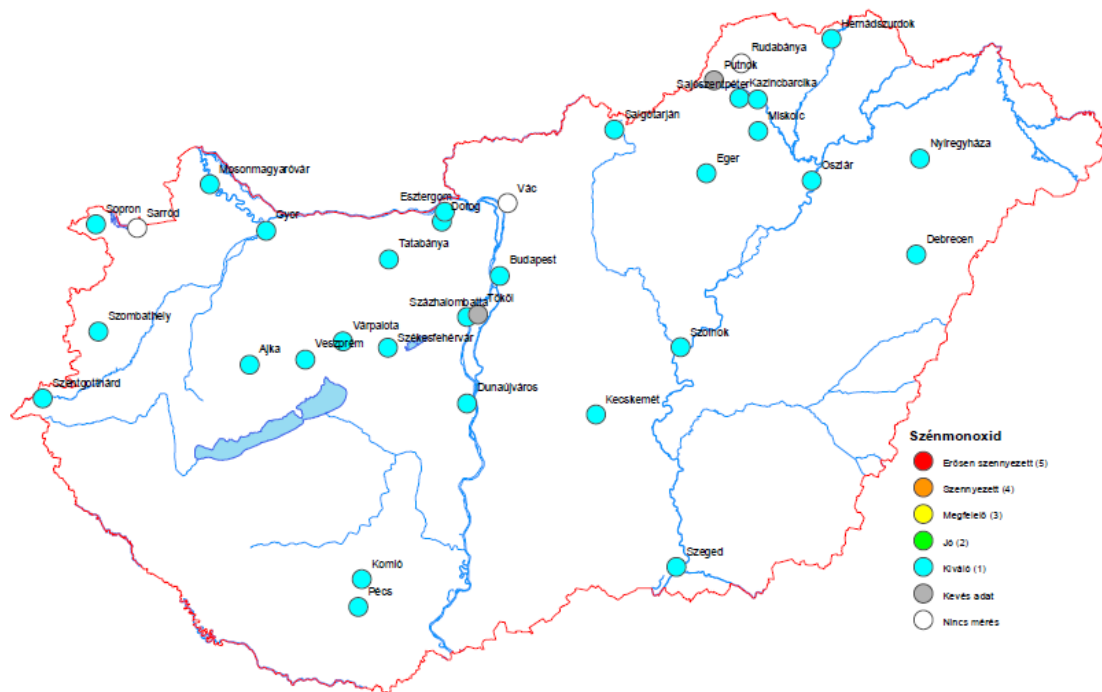 Hernádszurdok
Rudabánya
Putnok
Sajószentpéter
Kazincbarcika
Salgótarján
Miskolc
Nyíregyháza
Eger
Oszlár
Mosonmagyaróvár
Vác
Esztergom
Dorog
Sopron
Sarród
Gyor
Tatabánya
Debrecen
Budapest
Százhalombatta
Tököl
Szombathely
Várpalota
Székesfehérvár
Veszprém
Ajka
Szolnok
Szentgotthárd
Dunaújváros
Kecskemét
Szénmonoxid
Erősen szennyezett (5)
Szennyezett (4)
Megfelelő (3)
Jó (2)
Kiváló (1)
Kevés adat
Nincs mérés
Szeged
Komló
Pécs